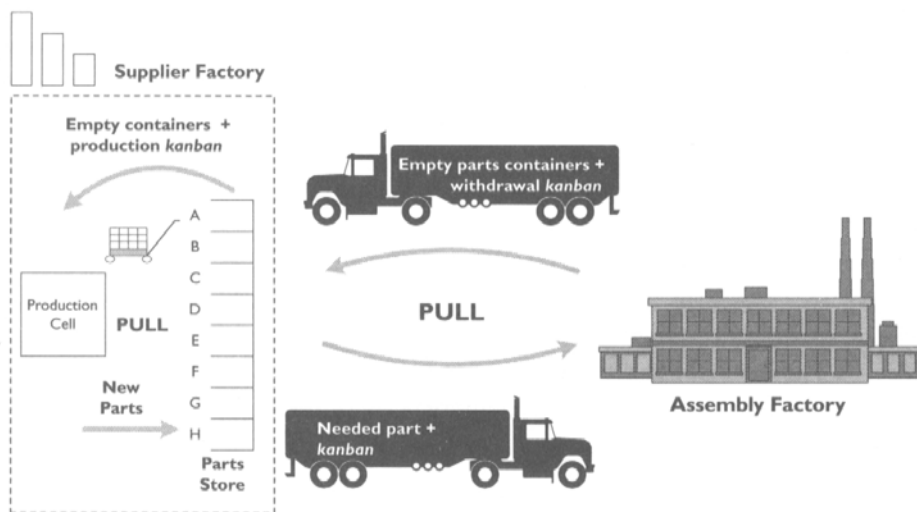 Supplier Factory
Empty containers +
production kanban
Empty parts containers +
withdrawal kanban
A
B
C
D
E
F
G
H
Production
Cell
PULL
New
Parts
Parts
Store
PULL
Needed part +
kanban
Assembly Factory